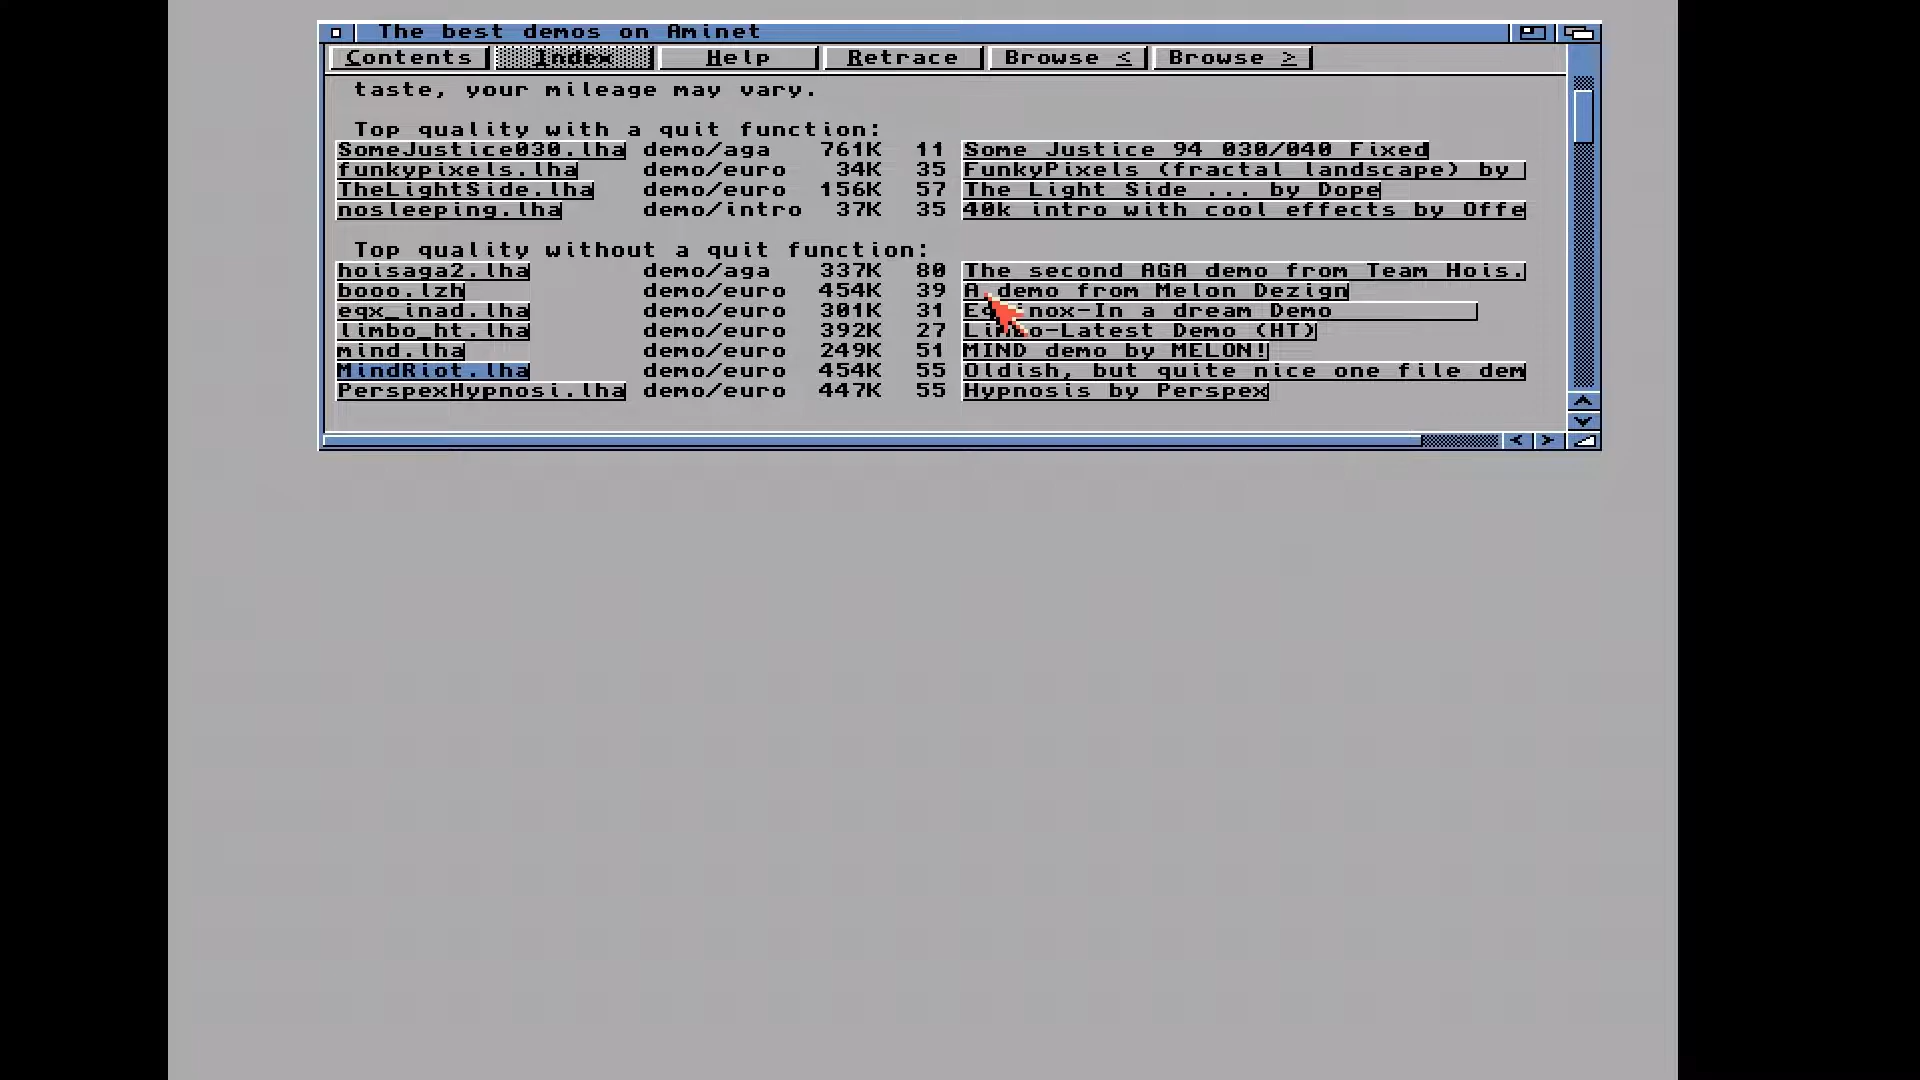 The best demos on Aminet
Contents Index Help Retrace Browse < Browse >
taste, your mileage may vary.
Top quality with a quit function:
SomeJustice030.lha demo/aga 761K 11 Some Justice 94 030/040 Fixed
funkypixels.lha demo/euro 34K 35 FunkyPixels (fractal landscape) by
TheLightSide.lha demo/euro 156K 57 The Light Side ... by Dope
nosleeping.lha demo/intro 37K 35 40k intro with cool effects by Offe
Top quality without a quit function:
hoisaga2.lha demo/aga 337K 80 The second AGA demo from Team Hois.
booo.lzh demo/euro 454K 39 A demo from Melon Dezign
eqx_inad.lha demo/euro 301K 31 Equinox-In a dream Demo
limbo_ht.lha demo/euro 392K 27 Limbo-Latest Demo (HT)
mind.lha demo/euro 249K 51 MIND demo by MELON!
MindRiot.lha demo/euro 454K 55 Oldish, but quite nice one file dem
PerspexHypnosi.lha demo/euro 447K 55 Hypnosis by Perspex